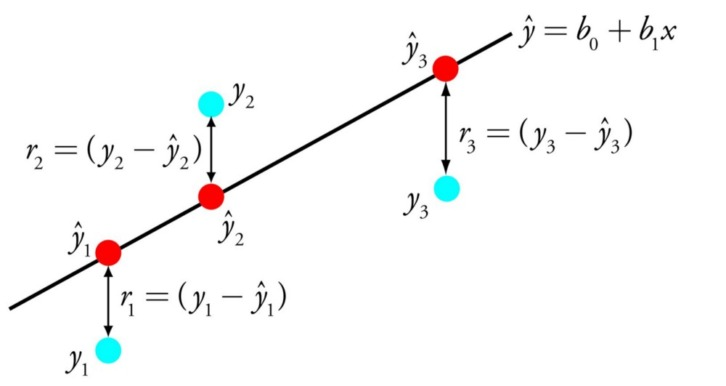 ŷ = b₀ + b₁x
ŷ₃
y₂
r₂ = (y₂ − ŷ₂)
r₃ = (y₃ − ŷ₃)
y₃
ŷ₂
ŷ₁
r₁ = (y₁ − ŷ₁)
y₁